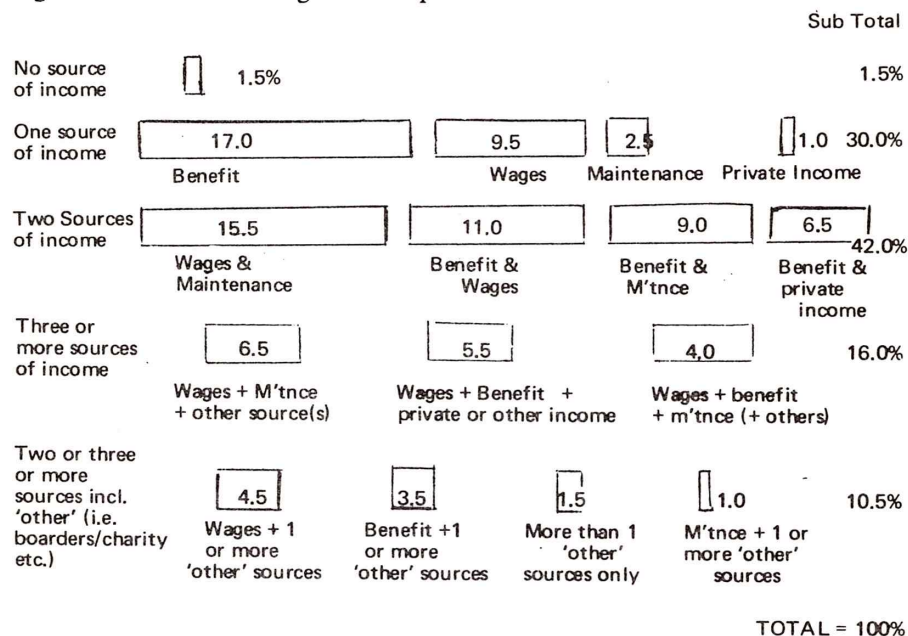 Sub Total
No source
of income
1.5%
1.5%
One source
of income
17.0
9.5
2.5
1.0
30.0%
Benefit
Wages
Maintenance
Private Income
Two Sources
of income
15.5
11.0
9.0
6.5
42.0%
Wages &
Maintenance
Benefit &
Wages
Benefit &
M'tnce
Benefit &
private
income
Three or
more sources
of income
6.5
5.5
4,0
16.0%
Wages + M'tnce
+ other source(s)
Wages + Benefit +
private or other income
Wages + benefit
+ m'tnce (+ others)
Two or three
or more
sources incl.
'other' (i.e.
boarders/charity
etc.)
4.5
3.5
1.5
1.0
10.5%
Wages + 1
or more
'other' sources
Benefit +1
or more
'other' sources
More than 1
'other'
sources only
M'tnce + 1 or
more 'other'
sources
TOTAL = 100%